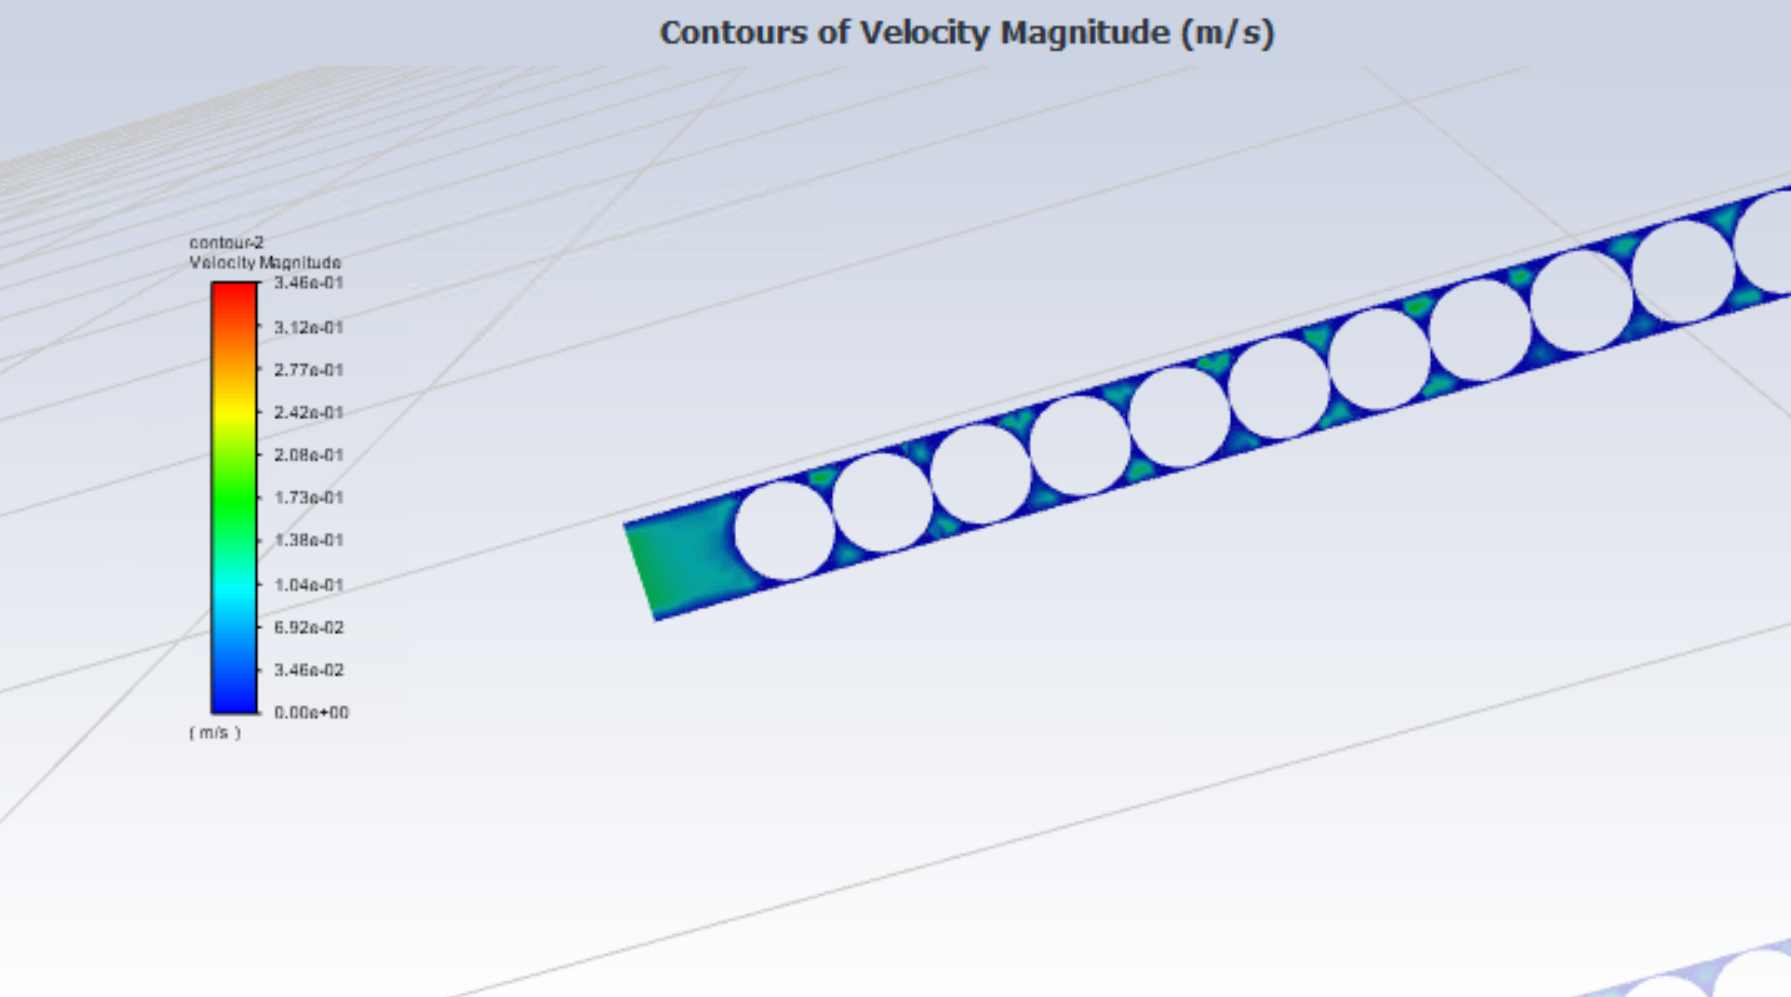 Contours of Velocity Magnitude (m/s)
contour-2
Velocity Magnitude
3.46e-01
3.12e-01
2.77e-01
2.42e-01
2.08e-01
1.73e-01
1.38e-01
1.04e-01
6.92e-02
3.46e-02
0.00e+00
( m/s )